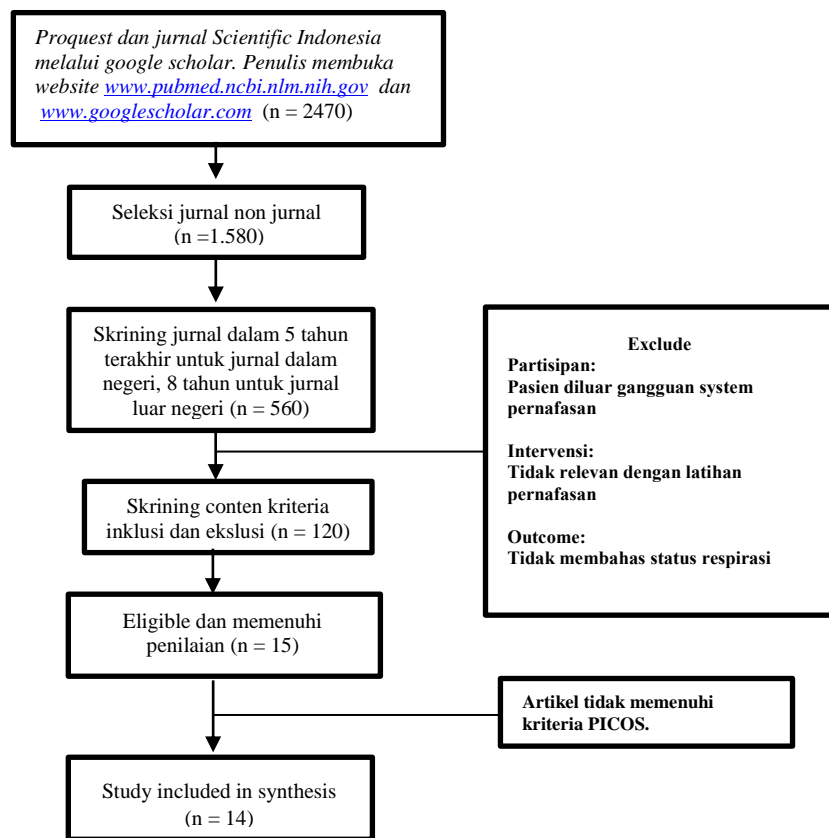 Proquest dan jurnal Scientific Indonesia
melalui google scholar. Penulis membuka
website www.pubmed.ncbi.nlm.nih.gov dan
www.googlescholar.com (n = 2470)
Seleksi jurnal non jurnal
(n =1.580)
Skrining jurnal dalam 5 tahun
terakhir untuk jurnal dalam
negeri, 8 tahun untuk jurnal
luar negeri (n = 560)
Exclude
Partisipan:
Pasien diluar gangguan system
pernafasan
Intervensi:
Tidak relevan dengan latihan
pernafasan
Outcome:
Tidak membahas status respirasi
Skrining conten kriteria
inklusi dan ekslusi (n = 120)
Eligible dan memenuhi
penilaian (n = 15)
Artikel tidak memenuhi
kriteria PICOS.
Study included in synthesis
(n = 14)